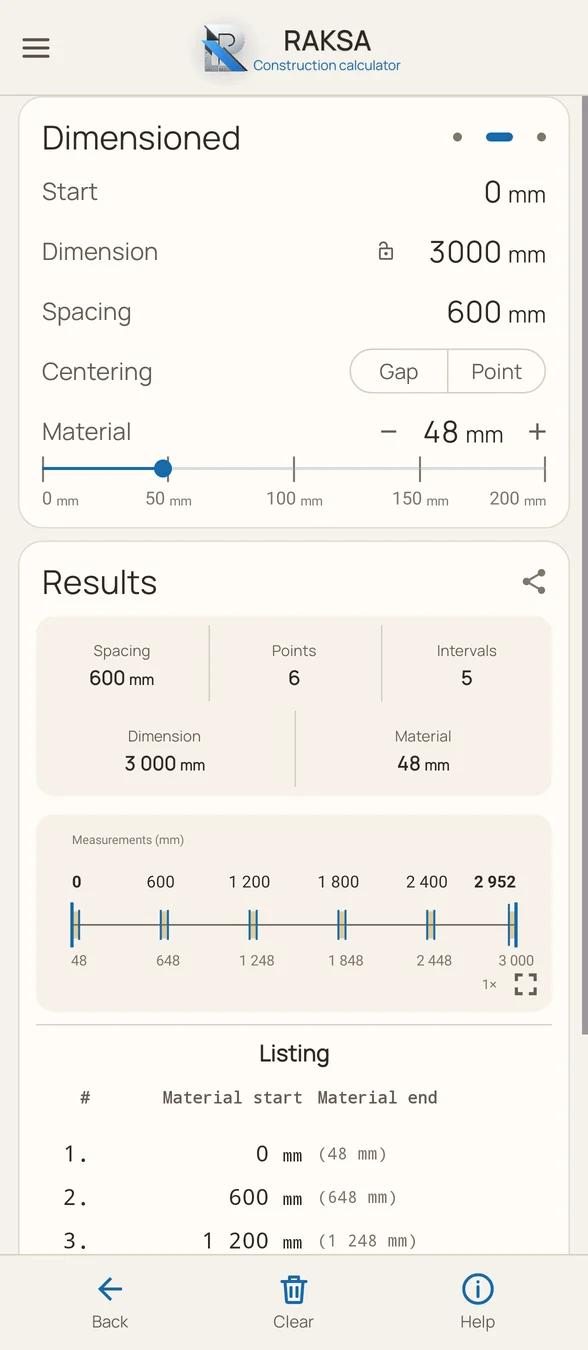 RAKSA
Construction calculator
Dimensioned
Start 0 mm
Dimension 3000 mm
Spacing 600 mm
Centering Gap Point
Material − 48 mm +
0 mm 50 mm 100 mm 150 mm 200 mm
Results
Spacing Points Intervals
600 mm 6 5
Dimension Material
3 000 mm 48 mm
Measurements (mm)
0 600 1 200 1 800 2 400 2 952
48 648 1 248 1 848 2 448 3 000
1×
Listing
# Material start Material end
1. 0 mm (48 mm)
2. 600 mm (648 mm)
3. 1 200 mm (1 248 mm)
Back Clear Help